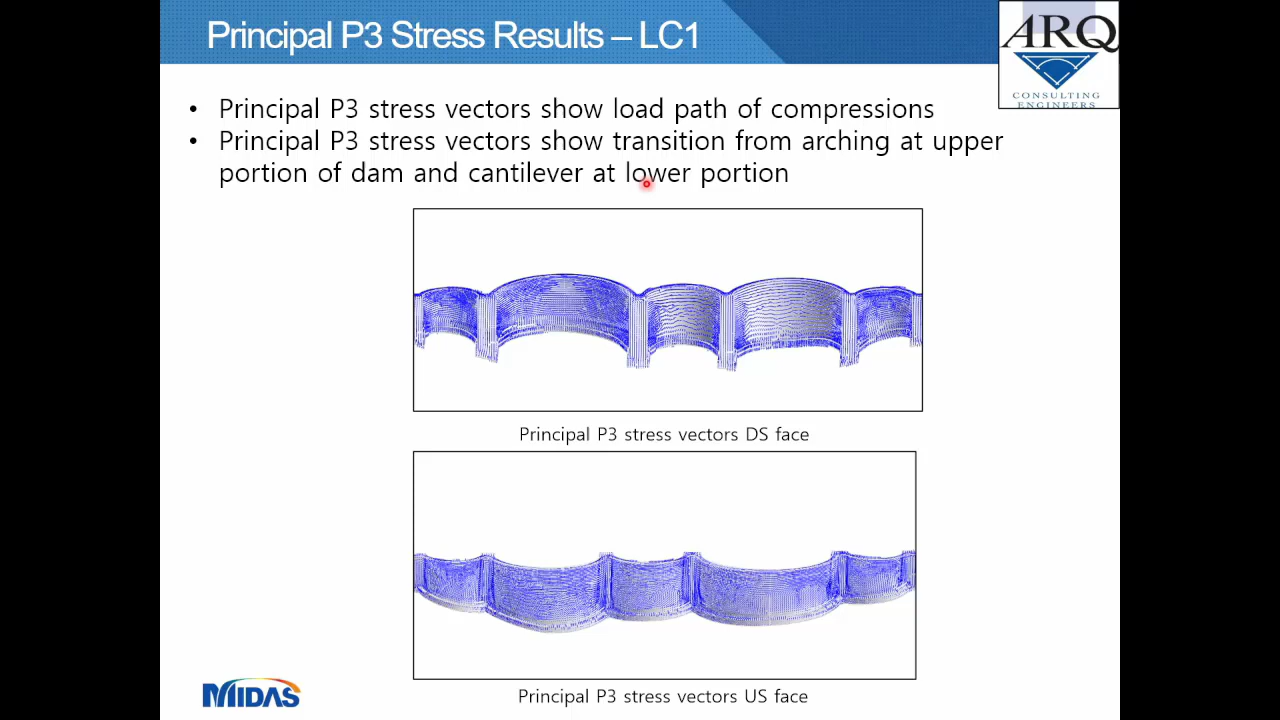 Principal P3 Stress Results – LC1
ARQ
CONSULTING
ENGINEERS
• Principal P3 stress vectors show load path of compressions
• Principal P3 stress vectors show transition from arching at upper
portion of dam and cantilever at lower portion
Principal P3 stress vectors DS face
Principal P3 stress vectors US face
MIDAS